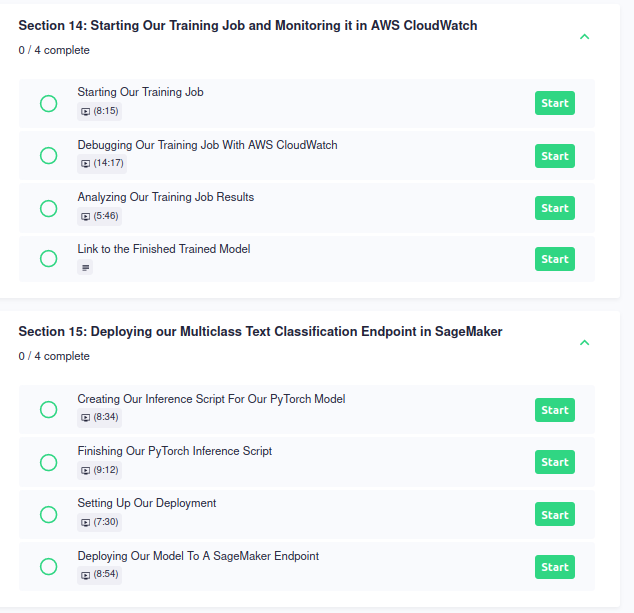 Section 14: Starting Our Training Job and Monitoring it in AWS CloudWatch
0 / 4 complete
Starting Our Training Job
(8:15)
Start
Debugging Our Training Job With AWS CloudWatch
(14:17)
Start
Analyzing Our Training Job Results
(5:46)
Start
Link to the Finished Trained Model
Start
Section 15: Deploying our Multiclass Text Classification Endpoint in SageMaker
0 / 4 complete
Creating Our Inference Script For Our PyTorch Model
(8:34)
Start
Finishing Our PyTorch Inference Script
(9:12)
Start
Setting Up Our Deployment
(7:30)
Start
Deploying Our Model To A SageMaker Endpoint
(8:54)
Start